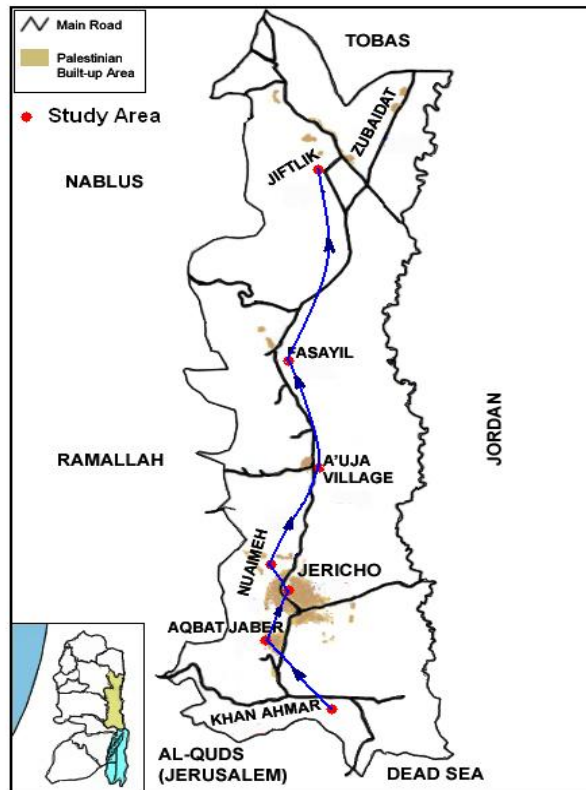 Main Road
Palestinian
Built-up Area
Study Area
TOBAS
ZUBAIDAT
JIFTLIK
NABLUS
FASAYIL
JORDAN
RAMALLAH
A'UJA
VILLAGE
NUAIMEH
JERICHO
AQBAT JABER
KHAN AHMAR
AL-QUDS
(JERUSALEM)
DEAD SEA